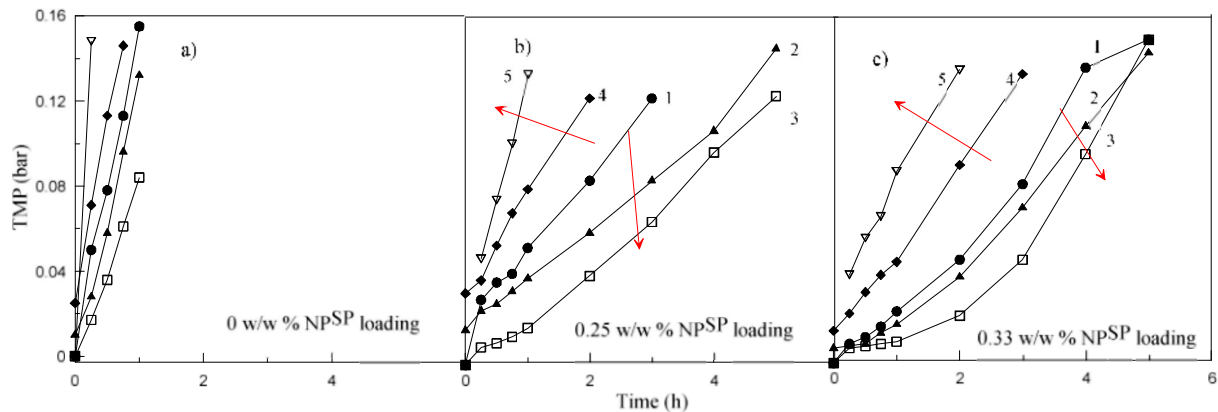 0.16
0.12
0.08
0.04
0
TMP (bar)
a)
0 w/w % NPSP loading
b)
5
4
1
2
3
0.25 w/w % NPSP loading
c)
5
4
1
2
3
0.33 w/w % NPSP loading
0 2 4 0 2 4 0 2 4 6
Time (h)